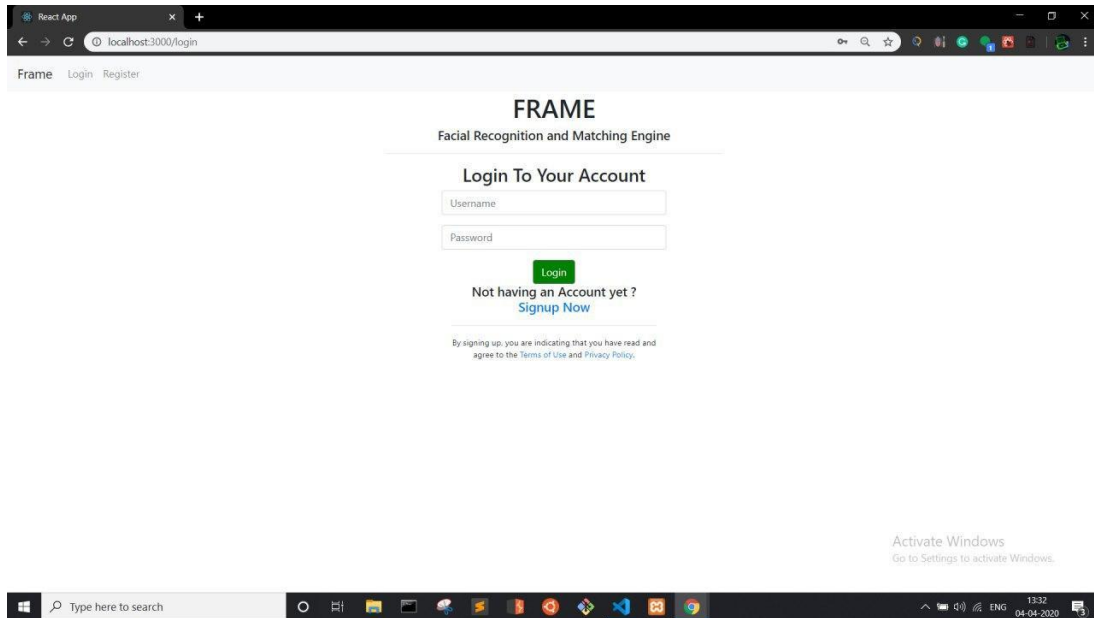 React App
localhost:3000/login
Frame Login Register
FRAME
Facial Recognition and Matching Engine
Login To Your Account
Username
Password
Login
Not having an Account yet ?
Signup Now
By signing up, you are indicating that you have read and
agree to the Terms of Use and Privacy Policy.
Activate Windows
Go to Settings to activate Windows.
Type here to search
ENG
13:32
04-04-2020
3